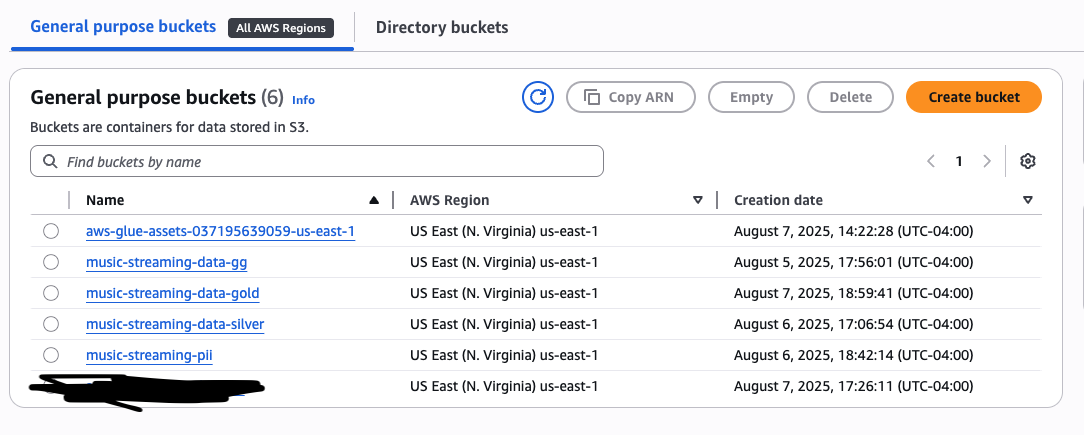 General purpose buckets All AWS Regions Directory buckets
General purpose buckets (6) Info
Copy ARN Empty Delete Create bucket
Buckets are containers for data stored in S3.
Find buckets by name 1
Name AWS Region Creation date
aws-glue-assets-037195639059-us-east-1 US East (N. Virginia) us-east-1 August 7, 2025, 14:22:28 (UTC-04:00)
music-streaming-data-gg US East (N. Virginia) us-east-1 August 5, 2025, 17:56:01 (UTC-04:00)
music-streaming-data-gold US East (N. Virginia) us-east-1 August 7, 2025, 18:59:41 (UTC-04:00)
music-streaming-data-silver US East (N. Virginia) us-east-1 August 6, 2025, 17:06:54 (UTC-04:00)
music-streaming-pii US East (N. Virginia) us-east-1 August 6, 2025, 18:42:14 (UTC-04:00)
US East (N. Virginia) us-east-1 August 7, 2025, 17:26:11 (UTC-04:00)